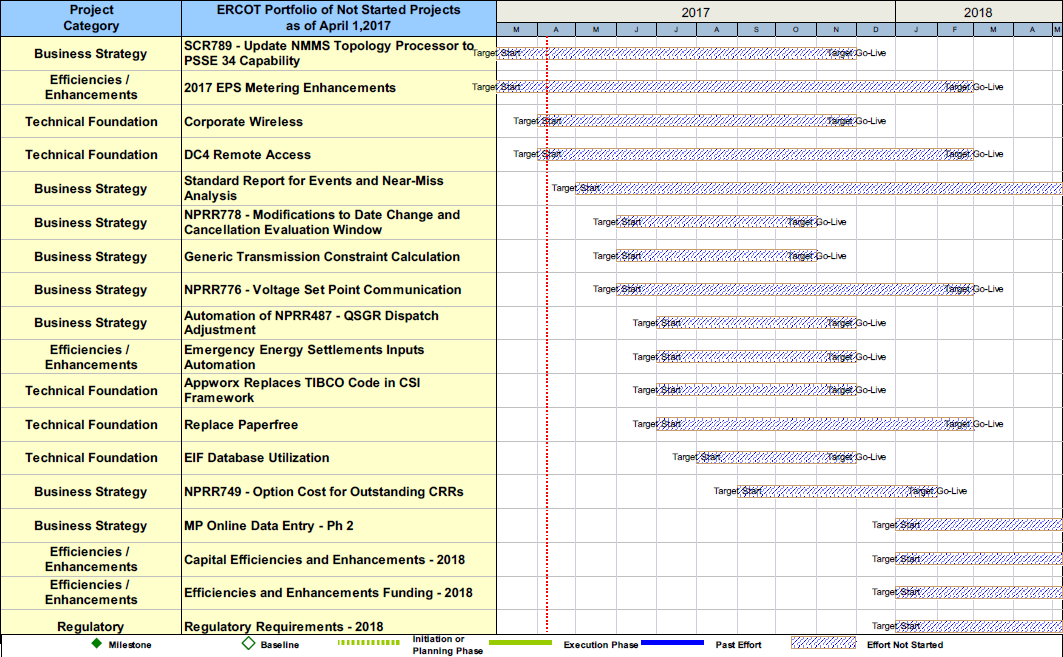 Project
Category
ERCOT Portfolio of Not Started Projects
as of April 1,2017
2017
2018
M A M J J A S O N D J F M A M
Business Strategy
SCR789 - Update NMMS Topology Processor to
PSSE 34 Capability
Target Start
Target Go-Live
Efficiencies /
Enhancements
2017 EPS Metering Enhancements
Target Start
Target Go-Live
Technical Foundation
Corporate Wireless
Target Start
Target Go-Live
Technical Foundation
DC4 Remote Access
Target Start
Target Go-Live
Business Strategy
Standard Report for Events and Near-Miss
Analysis
Target Start
Business Strategy
NPRR778 - Modifications to Date Change and
Cancellation Evaluation Window
Target Start
Target Go-Live
Business Strategy
Generic Transmission Constraint Calculation
Target Start
Target Go-Live
Business Strategy
NPRR776 - Voltage Set Point Communication
Target Start
Target Go-Live
Business Strategy
Automation of NPRR487 - QSGR Dispatch
Adjustment
Target Start
Target Go-Live
Efficiencies /
Enhancements
Emergency Energy Settlements Inputs
Automation
Target Start
Target Go-Live
Technical Foundation
Appworx Replaces TIBCO Code in CSI
Framework
Target Start
Target Go-Live
Technical Foundation
Replace Paperfree
Target Start
Target Go-Live
Technical Foundation
EIF Database Utilization
Target Start
Target Go-Live
Business Strategy
NPRR749 - Option Cost for Outstanding CRRs
Target Start
Target Go-Live
Business Strategy
MP Online Data Entry - Ph 2
Target Start
Efficiencies /
Enhancements
Capital Efficiencies and Enhancements - 2018
Target Start
Efficiencies /
Enhancements
Efficiencies and Enhancements Funding - 2018
Target Start
Regulatory
Regulatory Requirements - 2018
Target Start
Milestone
Baseline
Initiation or
Planning Phase
Execution Phase
Past Effort
Effort Not Started